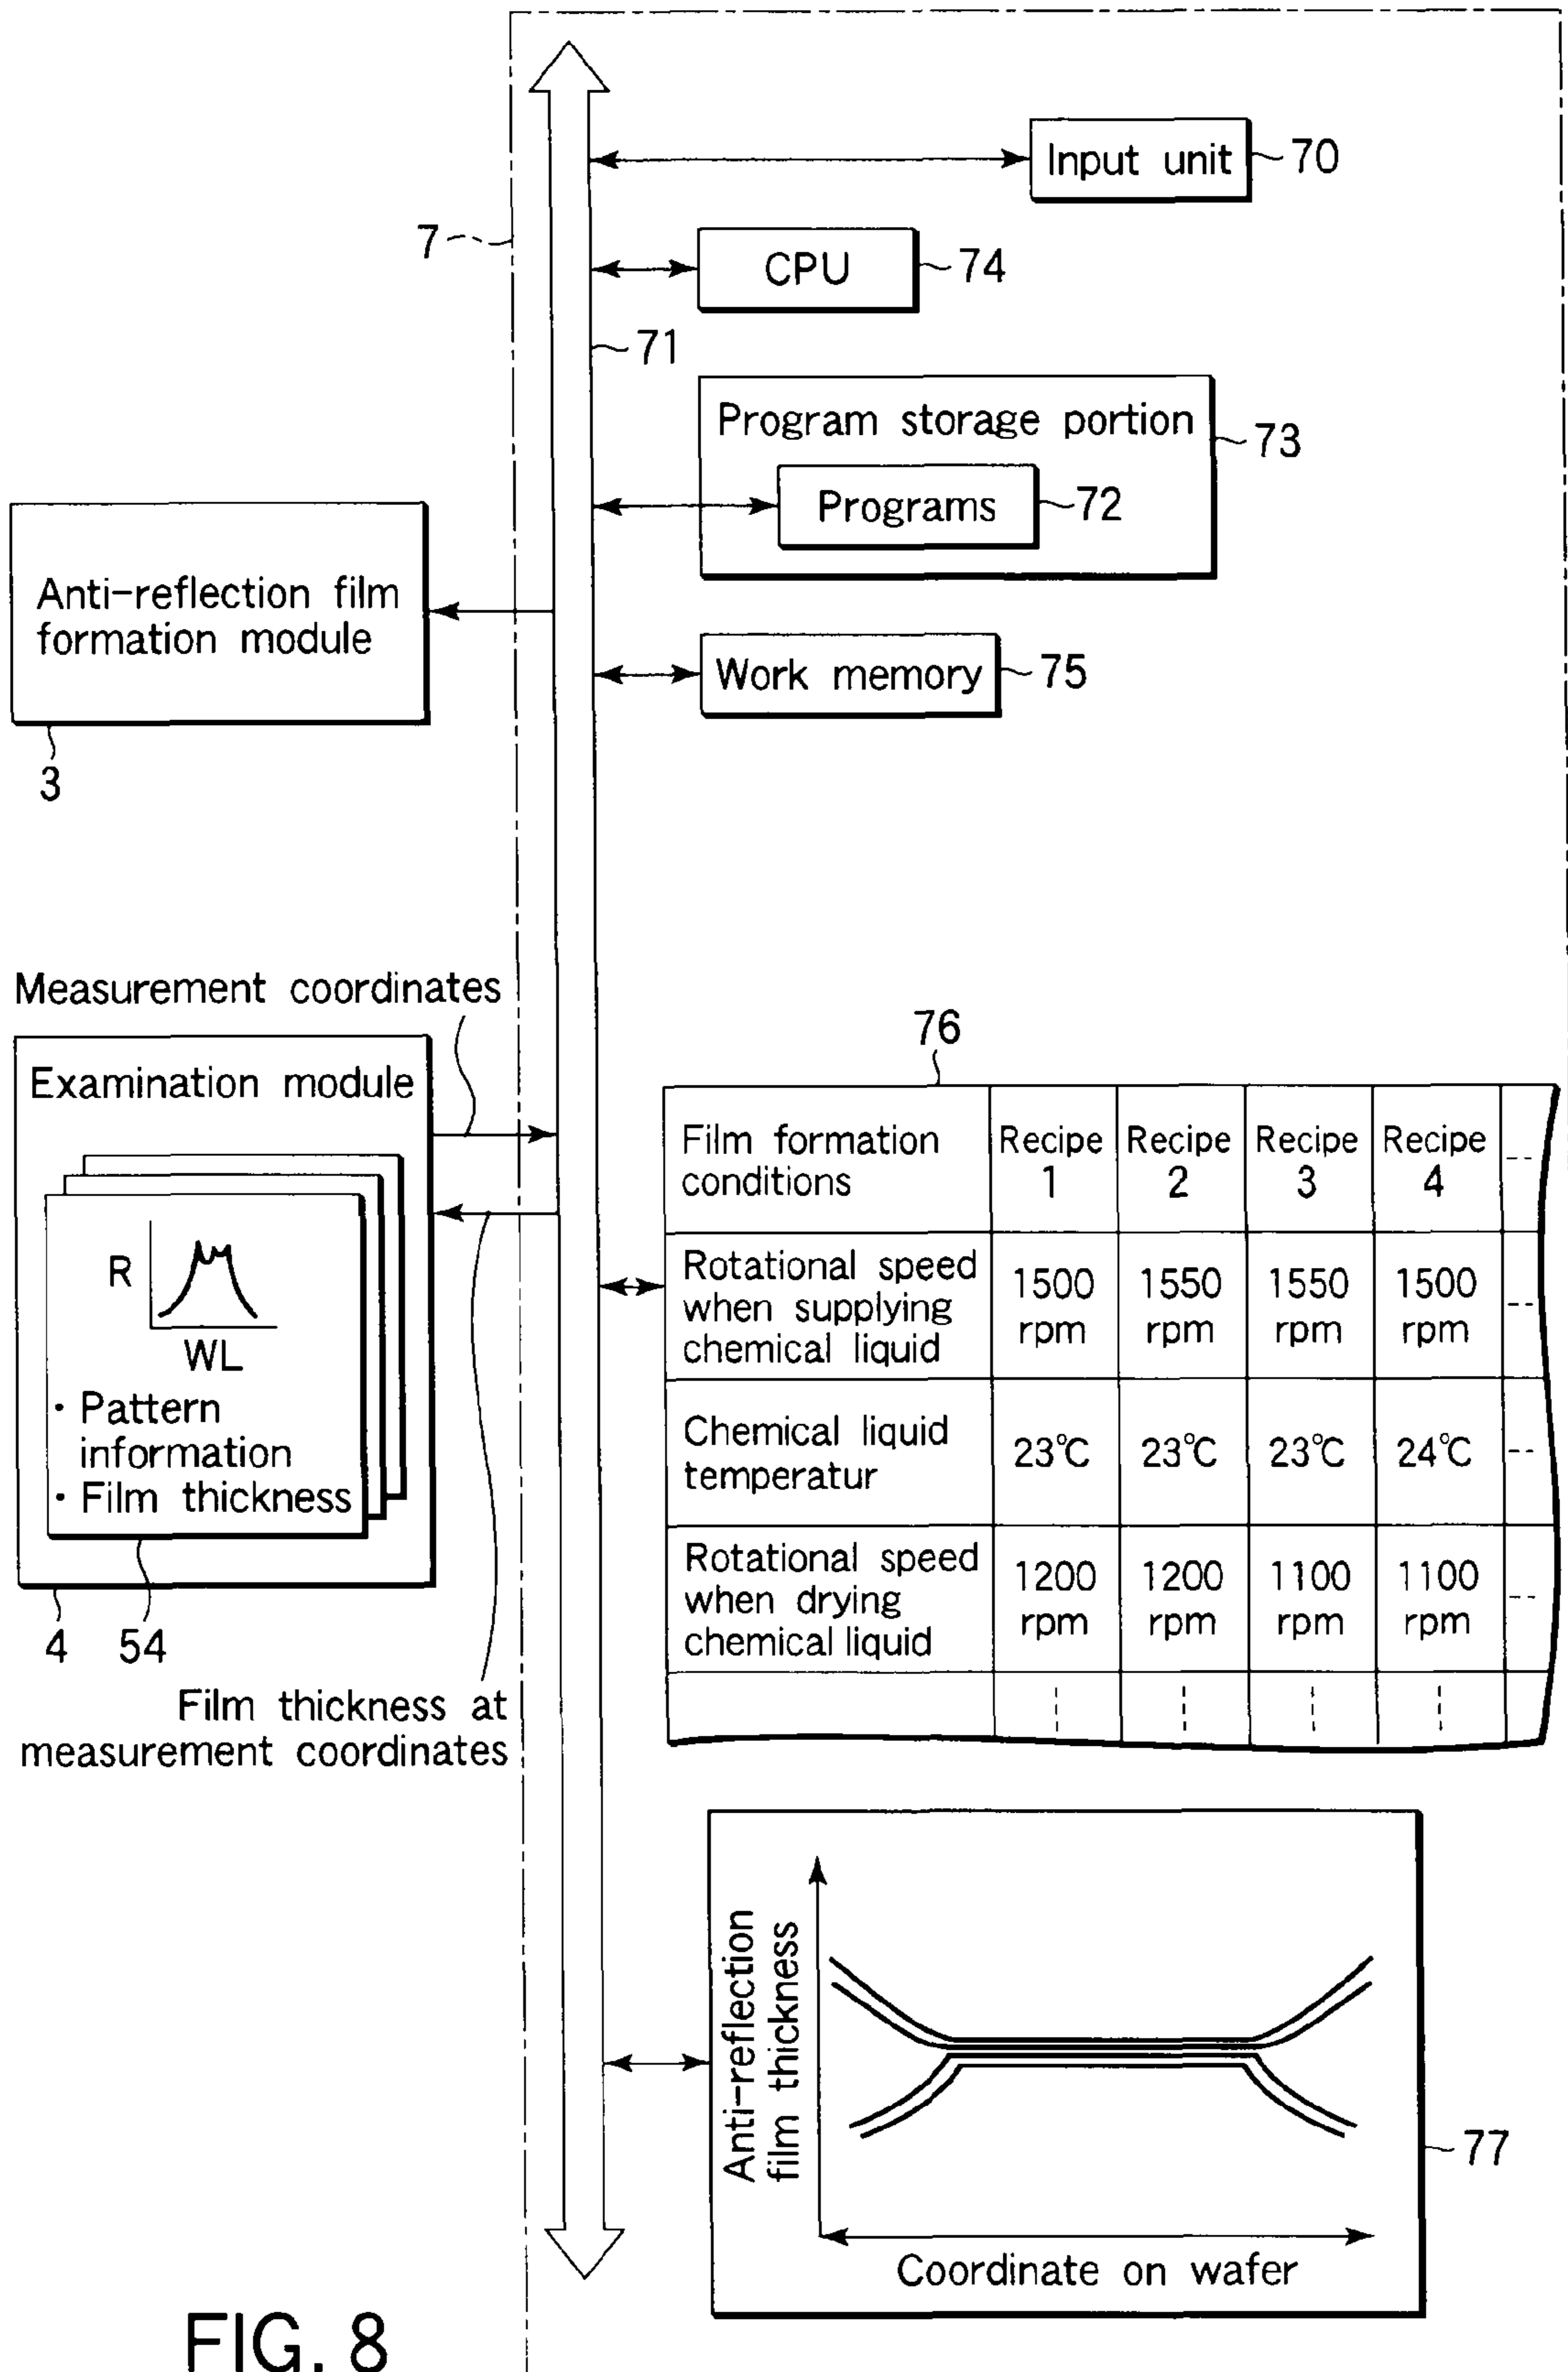 Input unit
70
7
CPU
74
71
Program storage portion
73
Programs
72
Anti-reflection film
formation module
3
Work memory
75
Measurement coordinates
Examination module
R
WL
· Pattern
information
· Film thickness
4
54
Film thickness at
measurement coordinates
76
Film formation
conditions
Recipe
1
Recipe
2
Recipe
3
Recipe
4
Rotational speed
when supplying
chemical liquid
1500
rpm
1550
rpm
1550
rpm
1500
rpm
Chemical liquid
temperatur
23℃
23℃
23℃
24℃
Rotational speed
when drying
chemical liquid
1200
rpm
1200
rpm
1100
rpm
1100
rpm
Anti-reflection
film thickness
Coordinate on wafer
77
FIG. 8